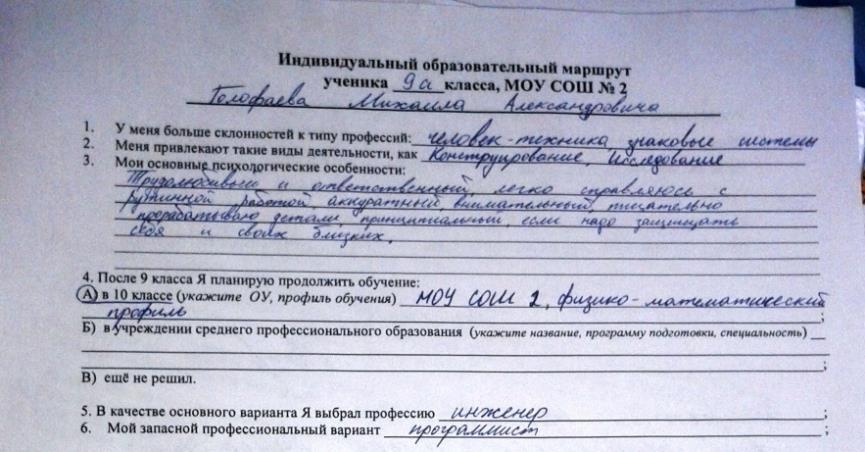 Индивидуальный образовательный маршрут
ученика 9а класса, МОУ СОШ № 2
Голофаева Михаила Александровича
1. У меня больше склонностей к типу профессий: человек-техника, знаковые системы
2. Меня привлекают такие виды деятельности, как Конструирование, Исследование
3. Мои основные психологические особенности:
Трудолюбивый и ответственный, легко справляюсь с
рутинной работой, аккуратный, внимательный, тщательно
прорабатываю детали, принципиальный, если надо защищать
себя и своих близких.
4. После 9 класса Я планирую продолжить обучение:
А) в 10 классе (укажите ОУ, профиль обучения) МОУ СОШ 2, физико-математический
профиль ;
Б) в учреждении среднего профессионального образования (укажите название, программу подготовки, специальность)
;
В) ещё не решил.
5. В качестве основного варианта Я выбрал профессию инженер ;
6. Мой запасной профессиональный вариант программист ;